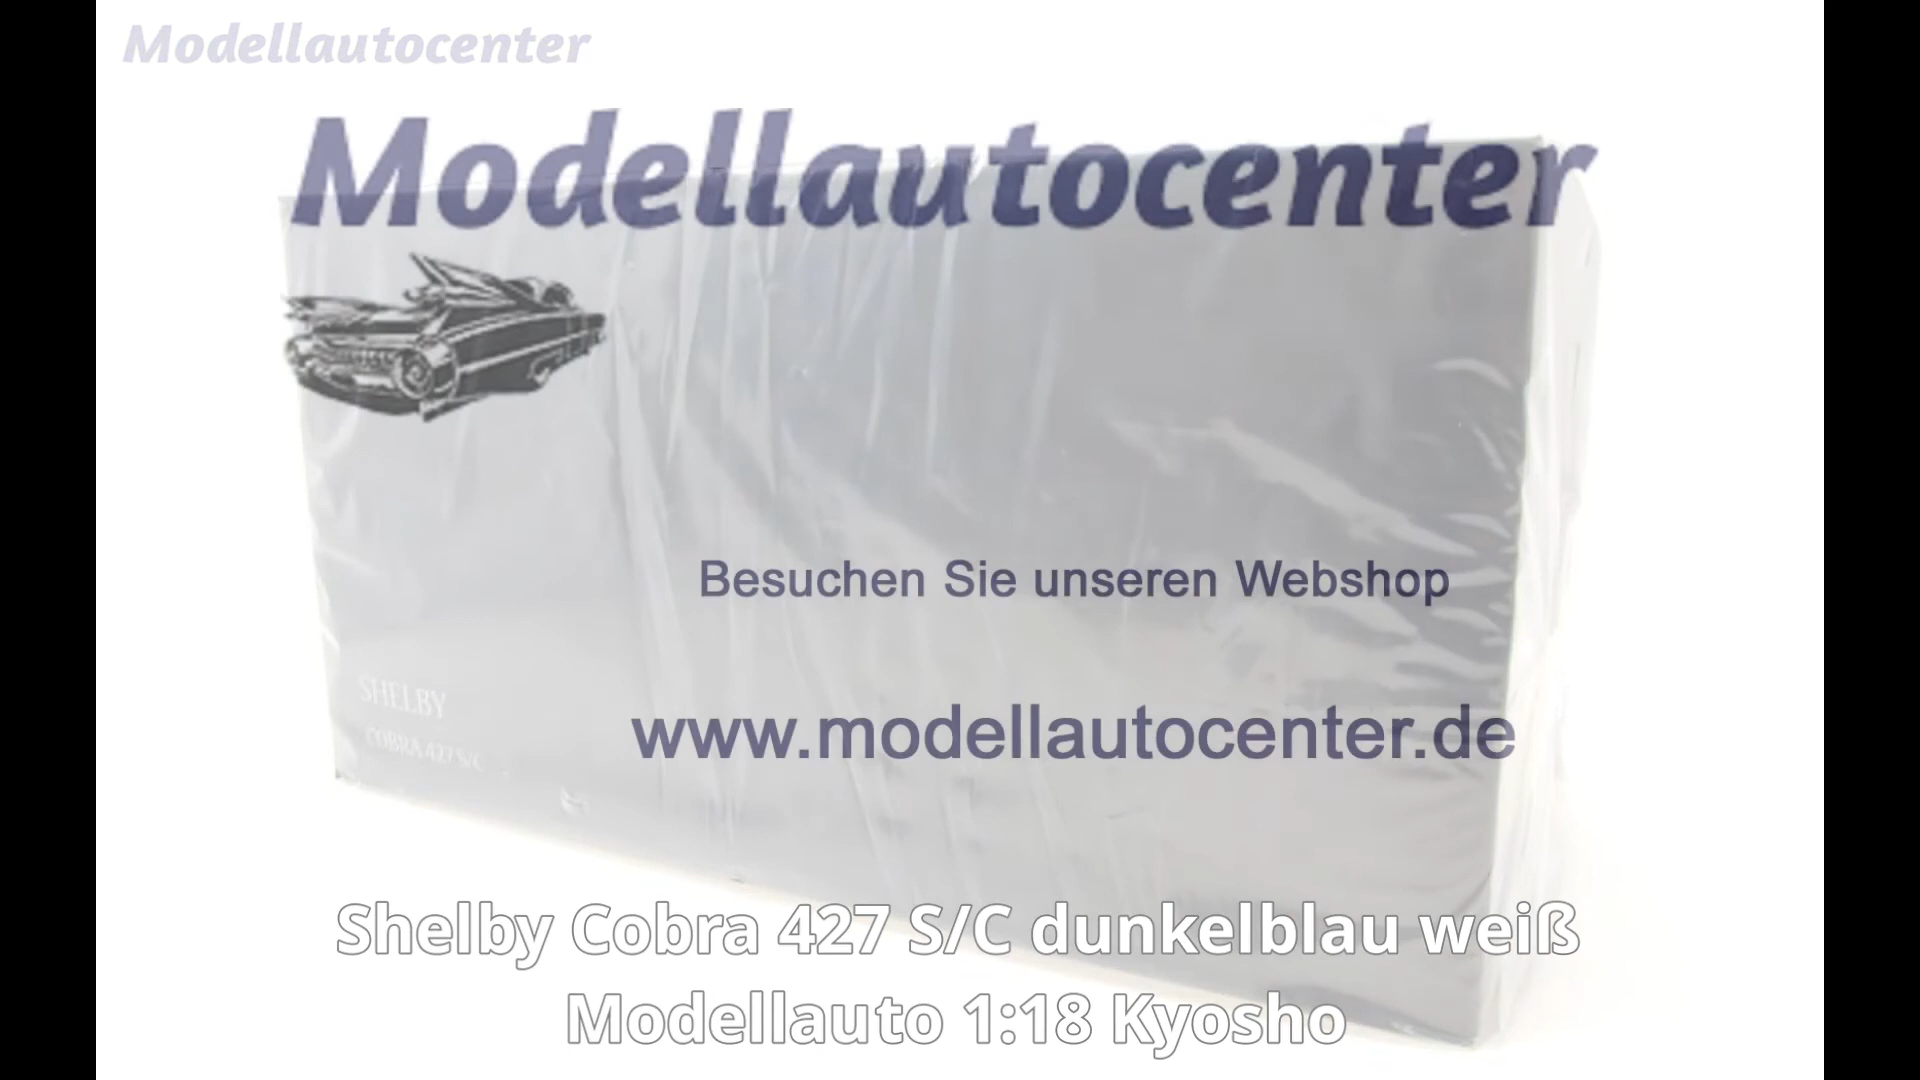 Modellautocenter
Modellautocenter
Besuchen Sie unseren Webshop
SHELBY
www.modellautocenter.de
COBRA 427 S/C
Shelby Cobra 427 S/C dunkelblau weiß
Modellauto 1:18 Kyosho